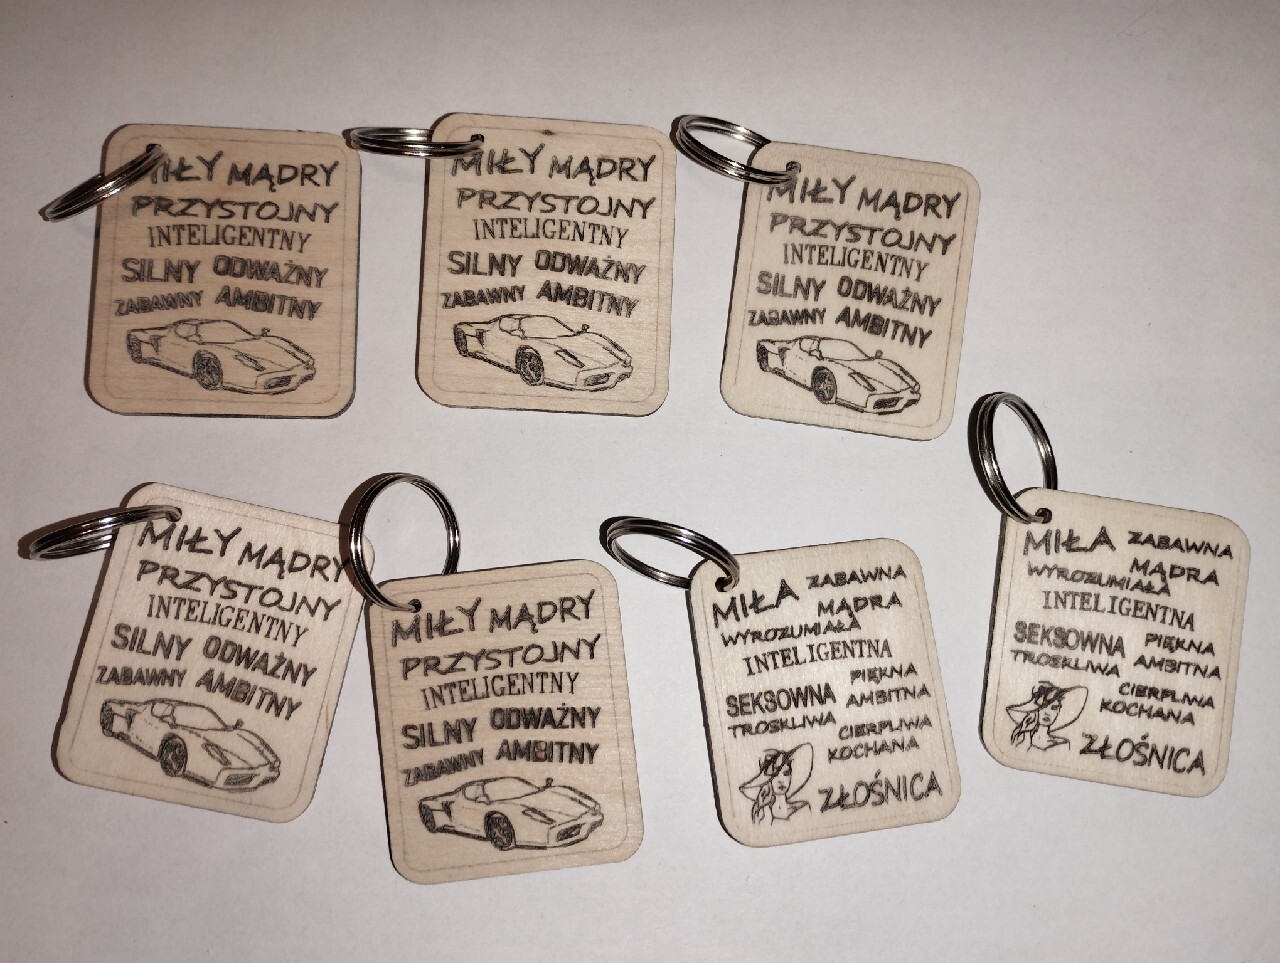 MIŁY MĄDRY
PRZYSTOJNY
INTELIGENTNY
SILNY ODWAŻNY
ZABAWNY AMBITNY
MIŁY MĄDRY
PRZYSTOJNY
INTELIGENTNY
SILNY ODWAŻNY
ZABAWNY AMBITNY
MIŁY MĄDRY
PRZYSTOJNY
INTELIGENTNY
SILNY ODWAŻNY
ZABAWNY AMBITNY
MIŁY MĄDRY
PRZYSTOJNY
INTELIGENTNY
SILNY ODWAŻNY
ZABAWNY AMBITNY
MIŁY MĄDRY
PRZYSTOJNY
INTELIGENTNY
SILNY ODWAŻNY
ZABAWNY AMBITNY
MIŁA ZABAWNA
MĄDRA
WYROZUMIAŁA
INTELIGENTNA
SEKSOWNA PIĘKNA
TROSKLIWA AMBITNA
CIERPLIWA
KOCHANA
ZŁOŚNICA
MIŁA ZABAWNA
MĄDRA
WYROZUMIAŁA
INTELIGENTNA
SEKSOWNA PIĘKNA
TROSKLIWA AMBITNA
CIERPLIWA
KOCHANA
ZŁOŚNICA